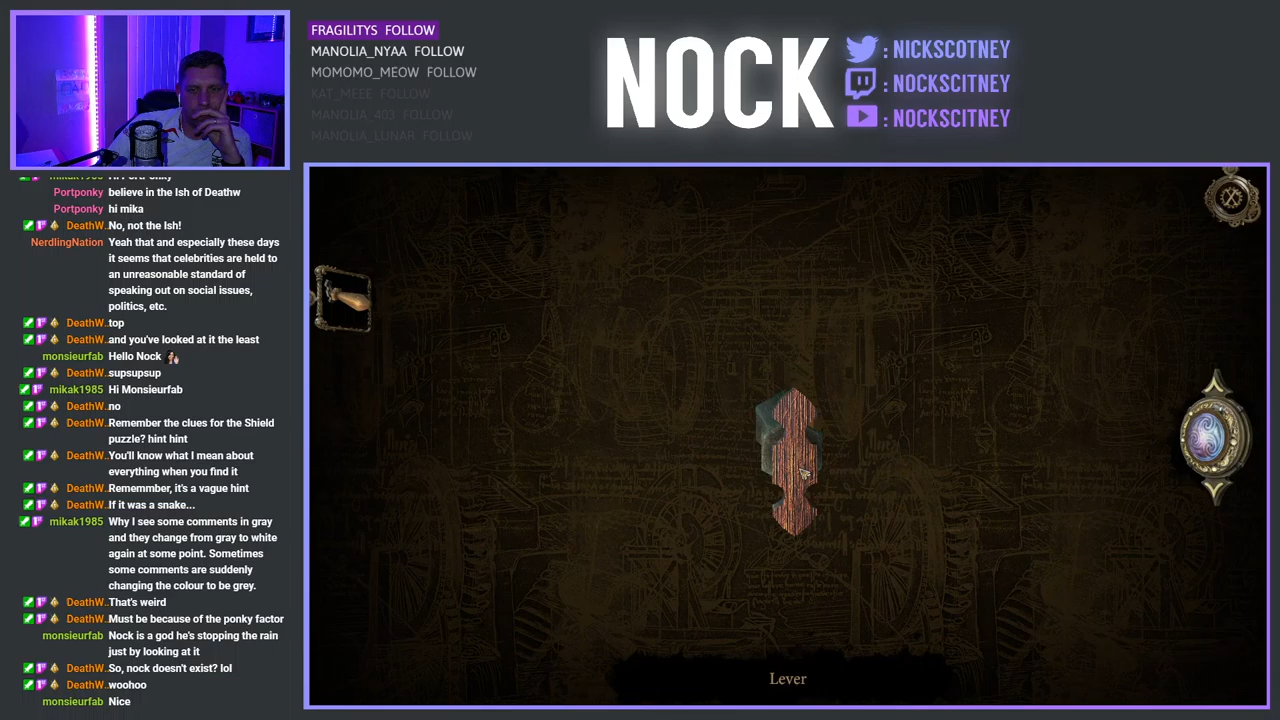 FRAGILITYS FOLLOW
MANOLIA_NYAA FOLLOW
MOMOMO_MEOW FOLLOW
KAT_MEEE FOLLOW
MANOLIA_403 FOLLOW
MANOLIA_LUNAR FOLLOW
NOCK
: NICKSCOTNEY
: NOCKSCITNEY
: NOCKSCITNEY
Portponky believe in the Ish of Deathw
Portponky hi mika
DeathW.. No, not the Ish!
NerdlingNation Yeah that and especially these days
it seems that celebrities are held to
an unreasonable standard of
speaking out on social issues,
politics, etc.
DeathW.. top
DeathW.. and you've looked at it the least
monsieurfab Hello Nock
DeathW.. supsupsup
mikak1985 Hi Monsieurfab
DeathW.. no
DeathW.. Remember the clues for the Shield
puzzle? hint hint
DeathW.. You'll know what I mean about
everything when you find it
DeathW.. Rememmber, it's a vague hint
DeathW.. If it was a snake...
mikak1985 Why I see some comments in gray
and they change from gray to white
again at some point. Sometimes
some comments are suddenly
changing the colour to be grey.
DeathW.. That's weird
DeathW.. Must be because of the ponky factor
monsieurfab Nock is a god he's stopping the rain
just by looking at it
DeathW.. So, nock doesn't exist? lol
DeathW.. woohoo
monsieurfab Nice
Lever